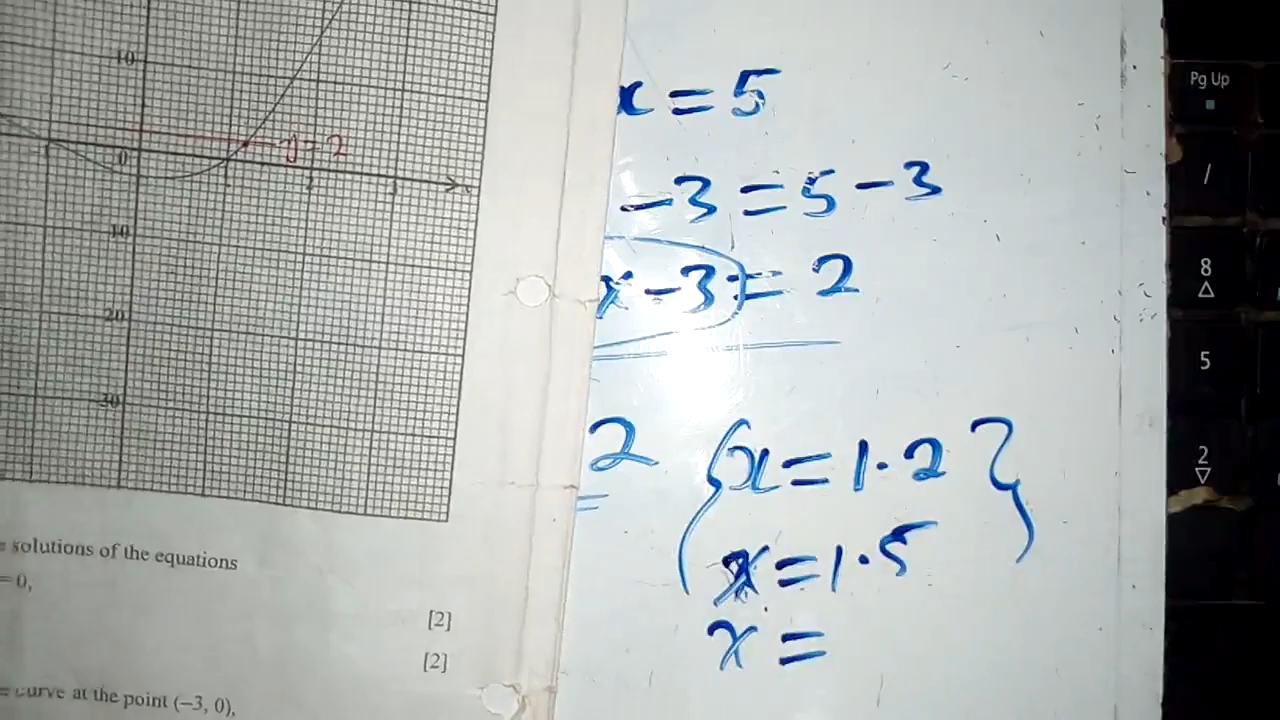 10
0
y=2
1
2
3
x
10
20
30
= solutions of the equations
= 0,
[2]
[2]
= curve at the point (−3, 0),
x = 5
− 3 = 5 − 3
x − 3 = 2
2
{x = 1.2}
x = 1.5
x =
Pg Up
/
8
5
2